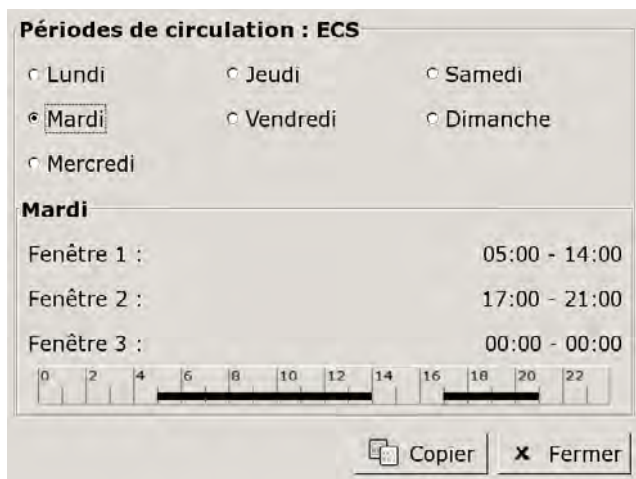 Périodes de circulation : ECS
Lundi Jeudi Samedi
Mardi Vendredi Dimanche
Mercredi
Mardi
Fenêtre 1 : 05:00 - 14:00
Fenêtre 2 : 17:00 - 21:00
Fenêtre 3 : 00:00 - 00:00
0 2 4 6 8 10 12 14 16 18 20 22
Copier x Fermer